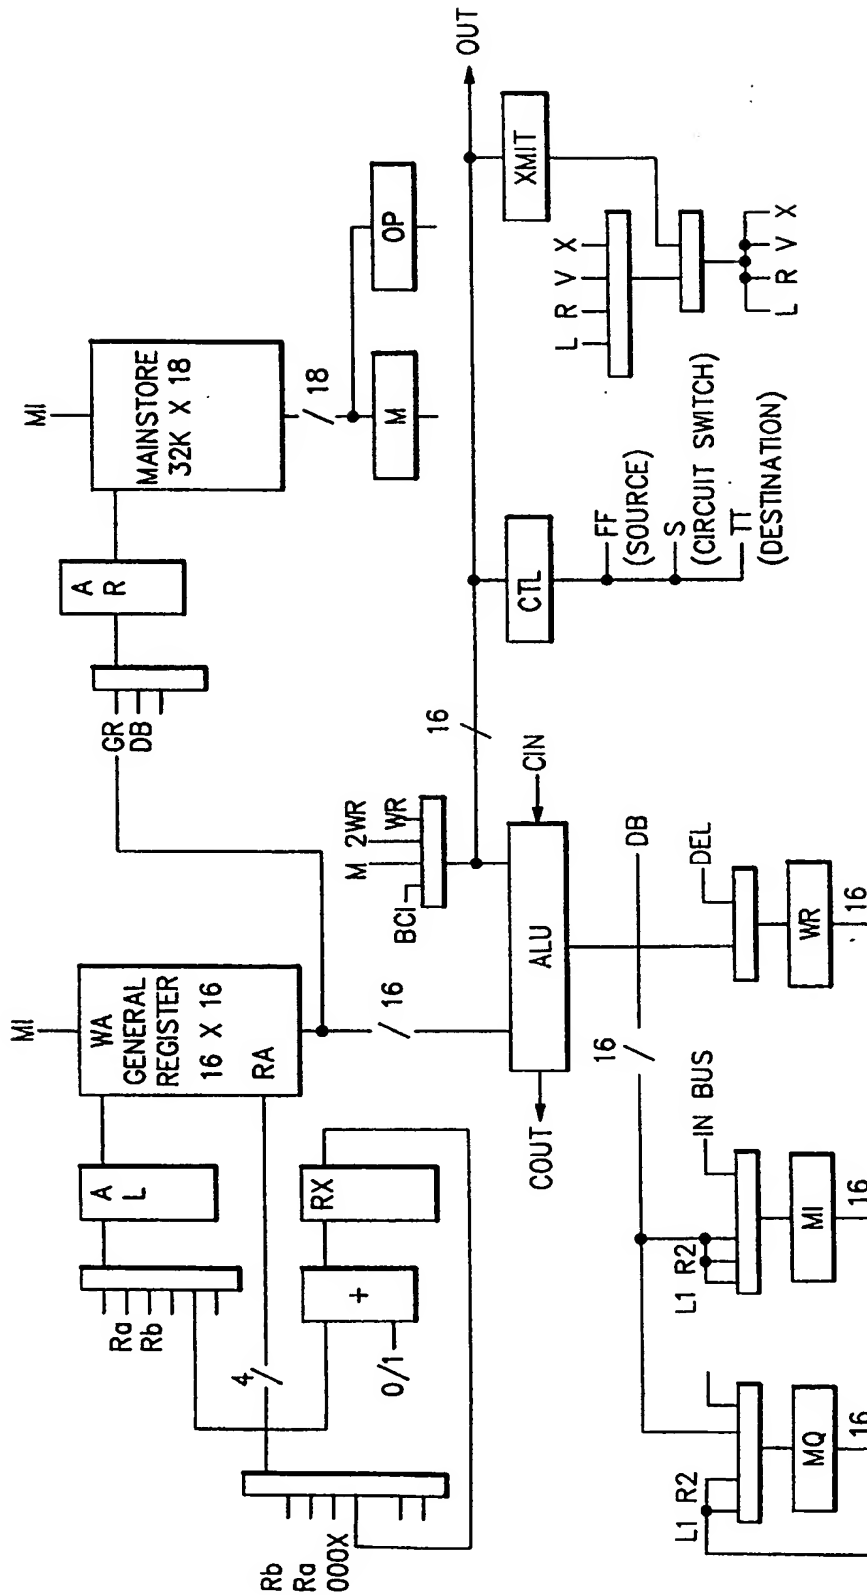 MI
MAINSTORE
32K X 18
A
R
GR
DB
18
M
OP
MI
WA
GENERAL
REGISTER
16 X 16
RA
A
L
Ra
Rb
4
RX
+
0/1
Rb
Ra
000X
16
BCI
M
2WR
WR
16
OUT
ALU
CIN
COUT
CTL
FF
(SOURCE)
S
(CIRCUIT SWITCH)
TT
(DESTINATION)
XMIT
L R V X
L R V X
16
DB
DEL
WR
16
IN BUS
L1 R2
MI
16
L1 R2
MQ
16